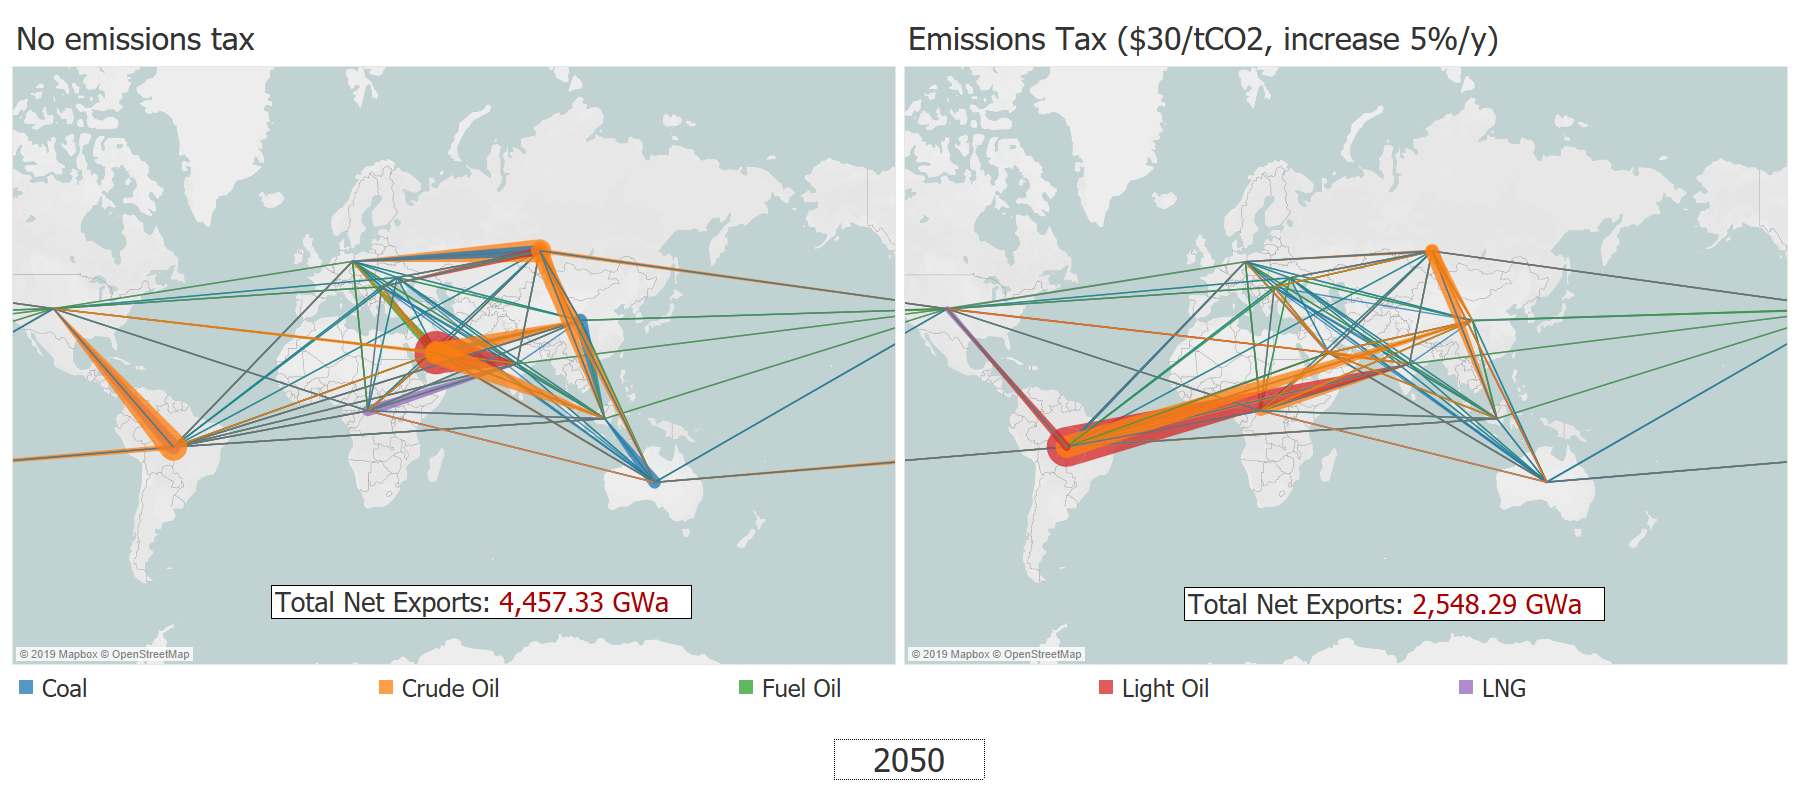 No emissions tax
Emissions Tax ($30/tCO2, increase 5%/y)
Total Net Exports: 4,457.33 GWa
Total Net Exports: 2,548.29 GWa
© 2019 Mapbox © OpenStreetMap
© 2019 Mapbox © OpenStreetMap
Coal
Crude Oil
Fuel Oil
Light Oil
LNG
2050